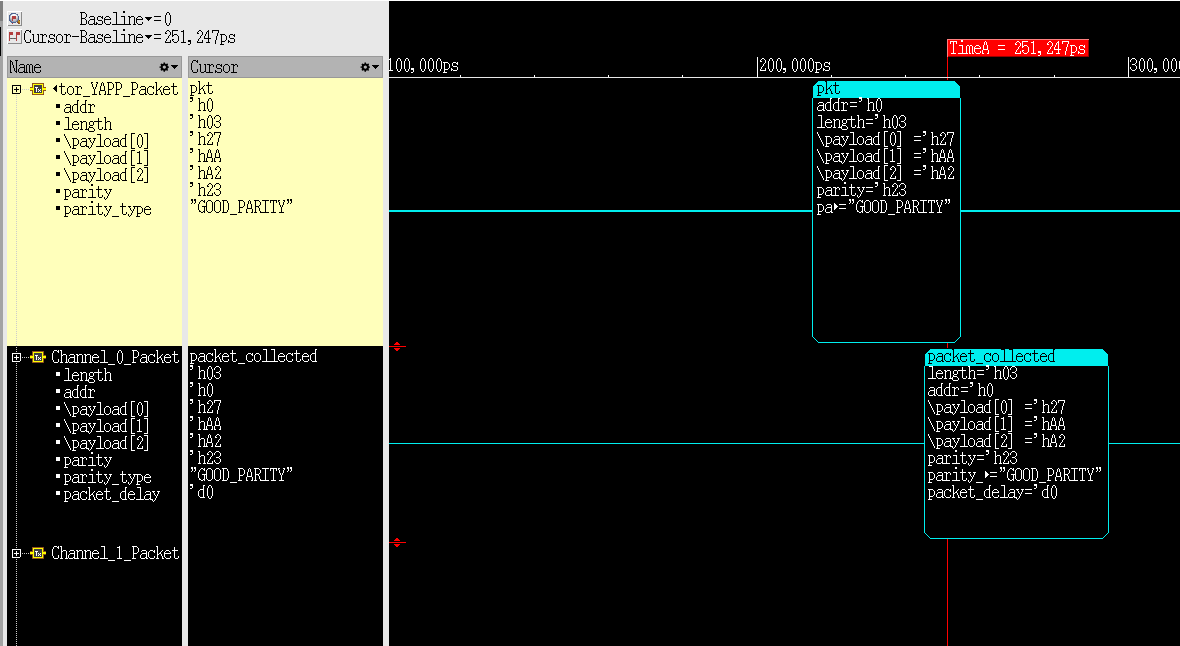 Baseline▾=0
Cursor-Baseline▾=251,247ps
TimeA = 251,247ps
Name
Cursor
100,000ps
200,000ps
300,00
tor_YAPP_Packet pkt
addr 'h0
length 'h03
\payload[0] 'h27
\payload[1] 'hAA
\payload[2] 'hA2
parity 'h23
parity_type "GOOD_PARITY"
pkt
addr='h0
length='h03
\payload[0] ='h27
\payload[1] ='hAA
\payload[2] ='hA2
parity='h23
pa▸="GOOD_PARITY"
Channel_0_Packet packet_collected
length 'h03
addr 'h0
\payload[0] 'h27
\payload[1] 'hAA
\payload[2] 'hA2
parity 'h23
parity_type "GOOD_PARITY"
packet_delay 'd0
packet_collected
length='h03
addr='h0
\payload[0] ='h27
\payload[1] ='hAA
\payload[2] ='hA2
parity='h23
parity_▸="GOOD_PARITY"
packet_delay='d0
Channel_1_Packet